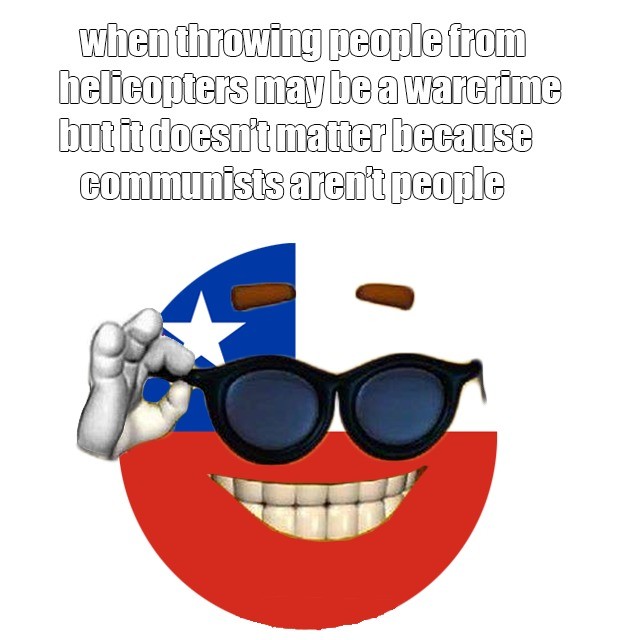 when throwing people from
helicopters may be a warcrime
but it doesn't matter because
communists aren't people